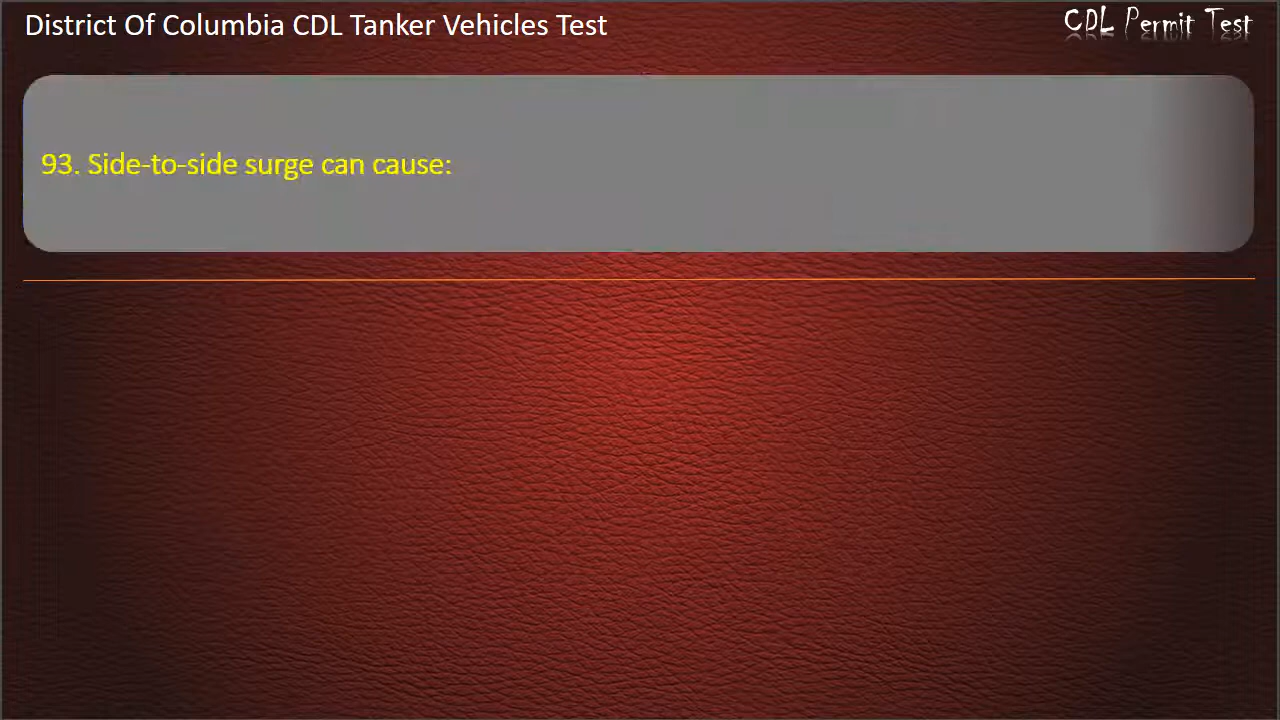 District Of Columbia CDL Tanker Vehicles Test
CDL Permit Test
93. Side-to-side surge can cause: